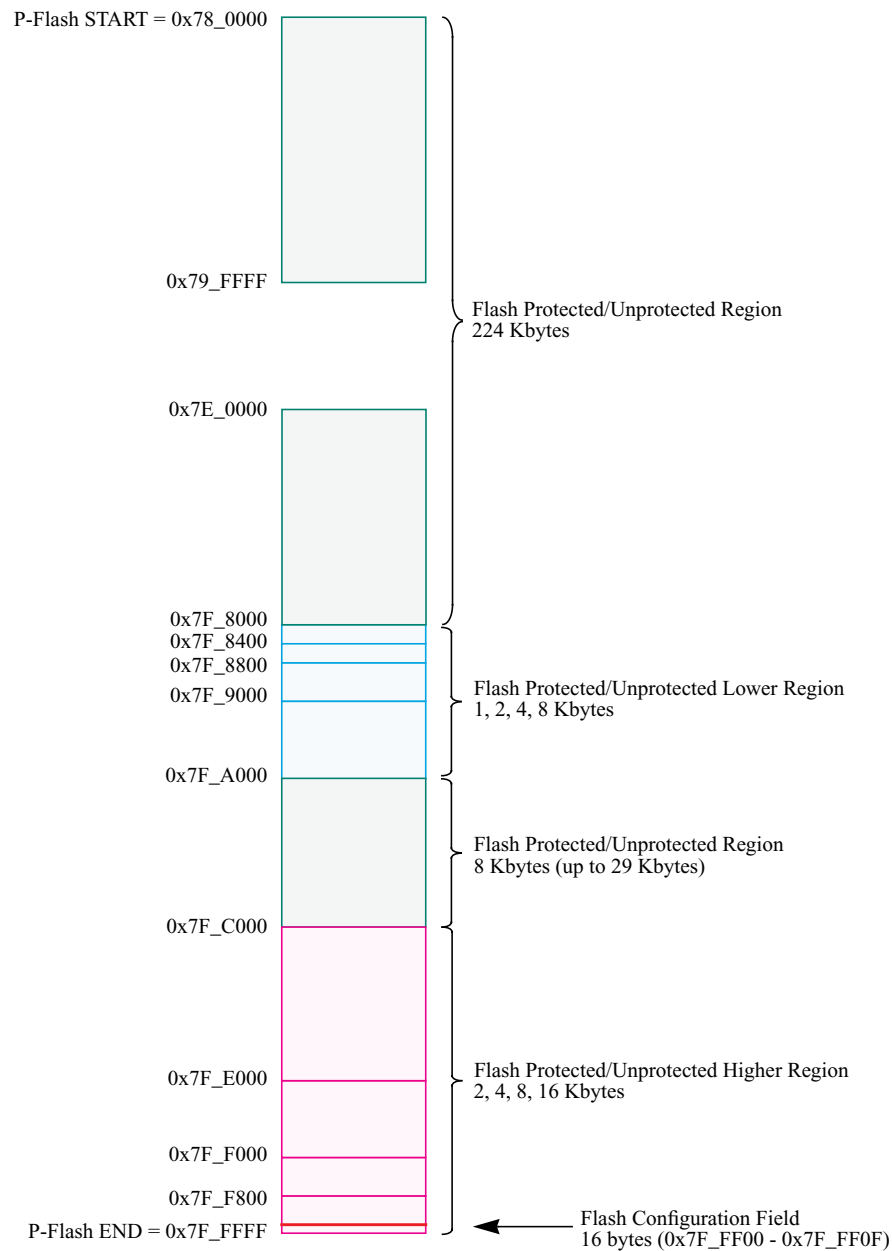 P-Flash START = 0x78_0000
0x79_FFFF
Flash Protected/Unprotected Region
224 Kbytes
0x7E_0000
0x7F_8000
0x7F_8400
0x7F_8800
0x7F_9000
Flash Protected/Unprotected Lower Region
1, 2, 4, 8 Kbytes
0x7F_A000
Flash Protected/Unprotected Region
8 Kbytes (up to 29 Kbytes)
0x7F_C000
Flash Protected/Unprotected Higher Region
2, 4, 8, 16 Kbytes
0x7F_E000
0x7F_F000
0x7F_F800
P-Flash END = 0x7F_FFFF
Flash Configuration Field
16 bytes (0x7F_FF00 - 0x7F_FF0F)